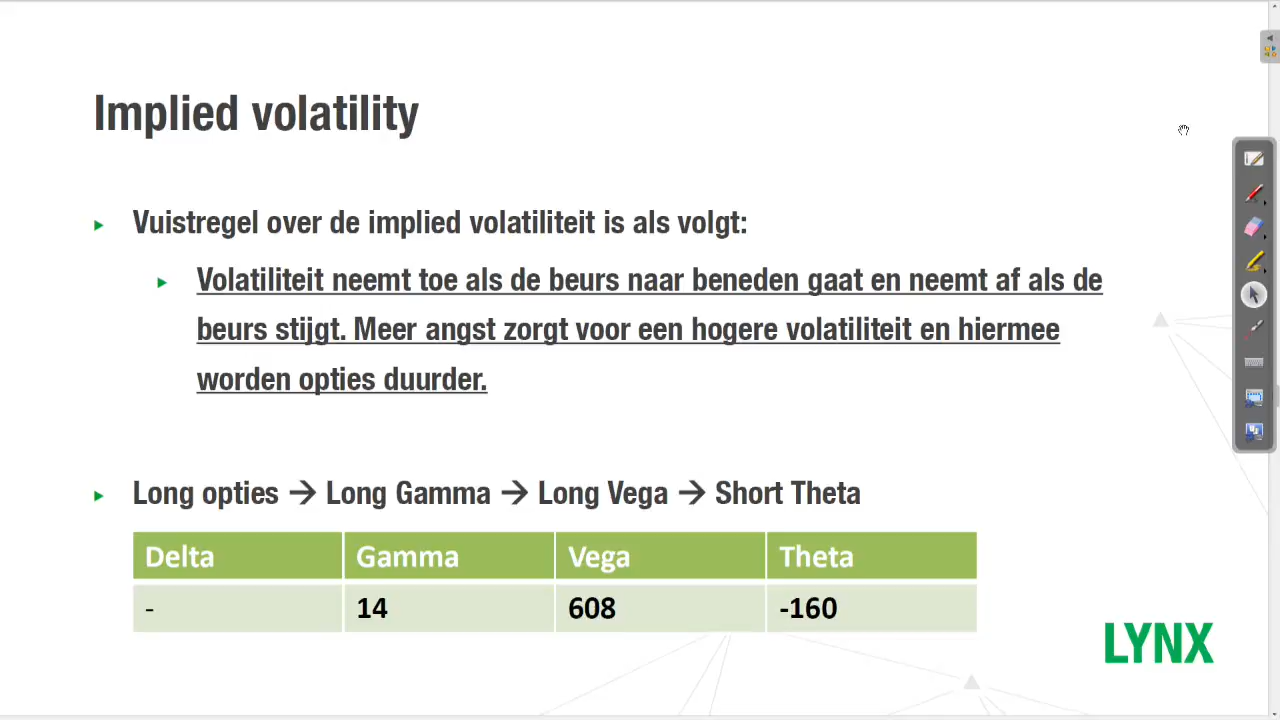 Implied volatility
Vuistregel over de implied volatiliteit is als volgt:
Volatiliteit neemt toe als de beurs naar beneden gaat en neemt af als de
beurs stijgt. Meer angst zorgt voor een hogere volatiliteit en hiermee
worden opties duurder.
Long opties → Long Gamma → Long Vega → Short Theta
Delta Gamma Vega Theta
- 14 608 -160
LYNX